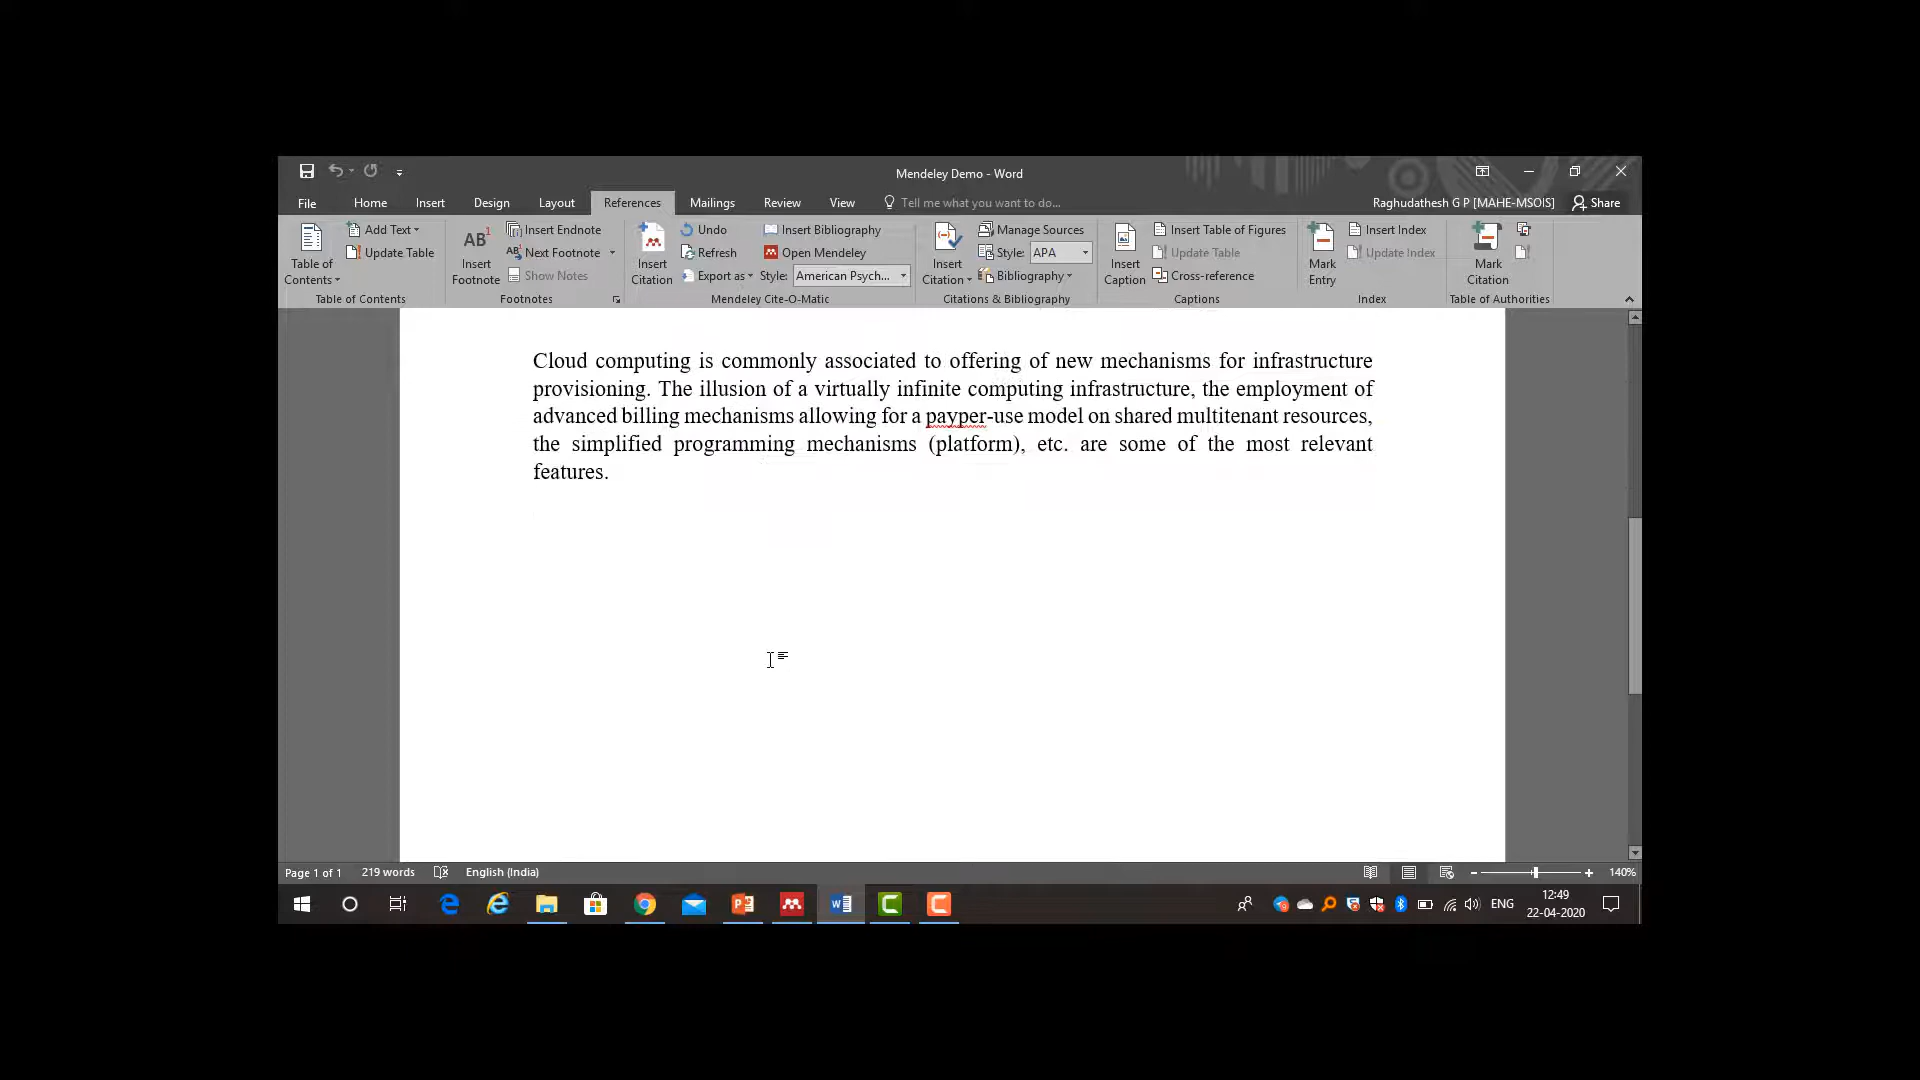 Mendeley Demo - Word
File Home Insert Design Layout References Mailings Review View Tell me what you want to do... Raghudathesh G P [MAHE-MSOIS] Share
Table of Contents
Add Text
Update Table
Table of Contents
AB1
Insert Footnote
Insert Endnote
AB1 Next Footnote
Show Notes
Footnotes
Insert Citation
Undo
Refresh
Export as
Insert Bibliography
Open Mendeley
Style: American Psych...
Mendeley Cite-O-Matic
Insert Citation
Manage Sources
Style: APA
Bibliography
Citations & Bibliography
Insert Caption
Insert Table of Figures
Update Table
Cross-reference
Captions
Mark Entry
Insert Index
Update Index
Index
Mark Citation
Table of Authorities
Cloud computing is commonly associated to offering of new mechanisms for infrastructure
provisioning. The illusion of a virtually infinite computing infrastructure, the employment of
advanced billing mechanisms allowing for a payper-use model on shared multitenant resources,
the simplified programming mechanisms (platform), etc. are some of the most relevant
features.
Page 1 of 1 219 words English (India) 140%
ENG
12:49
22-04-2020